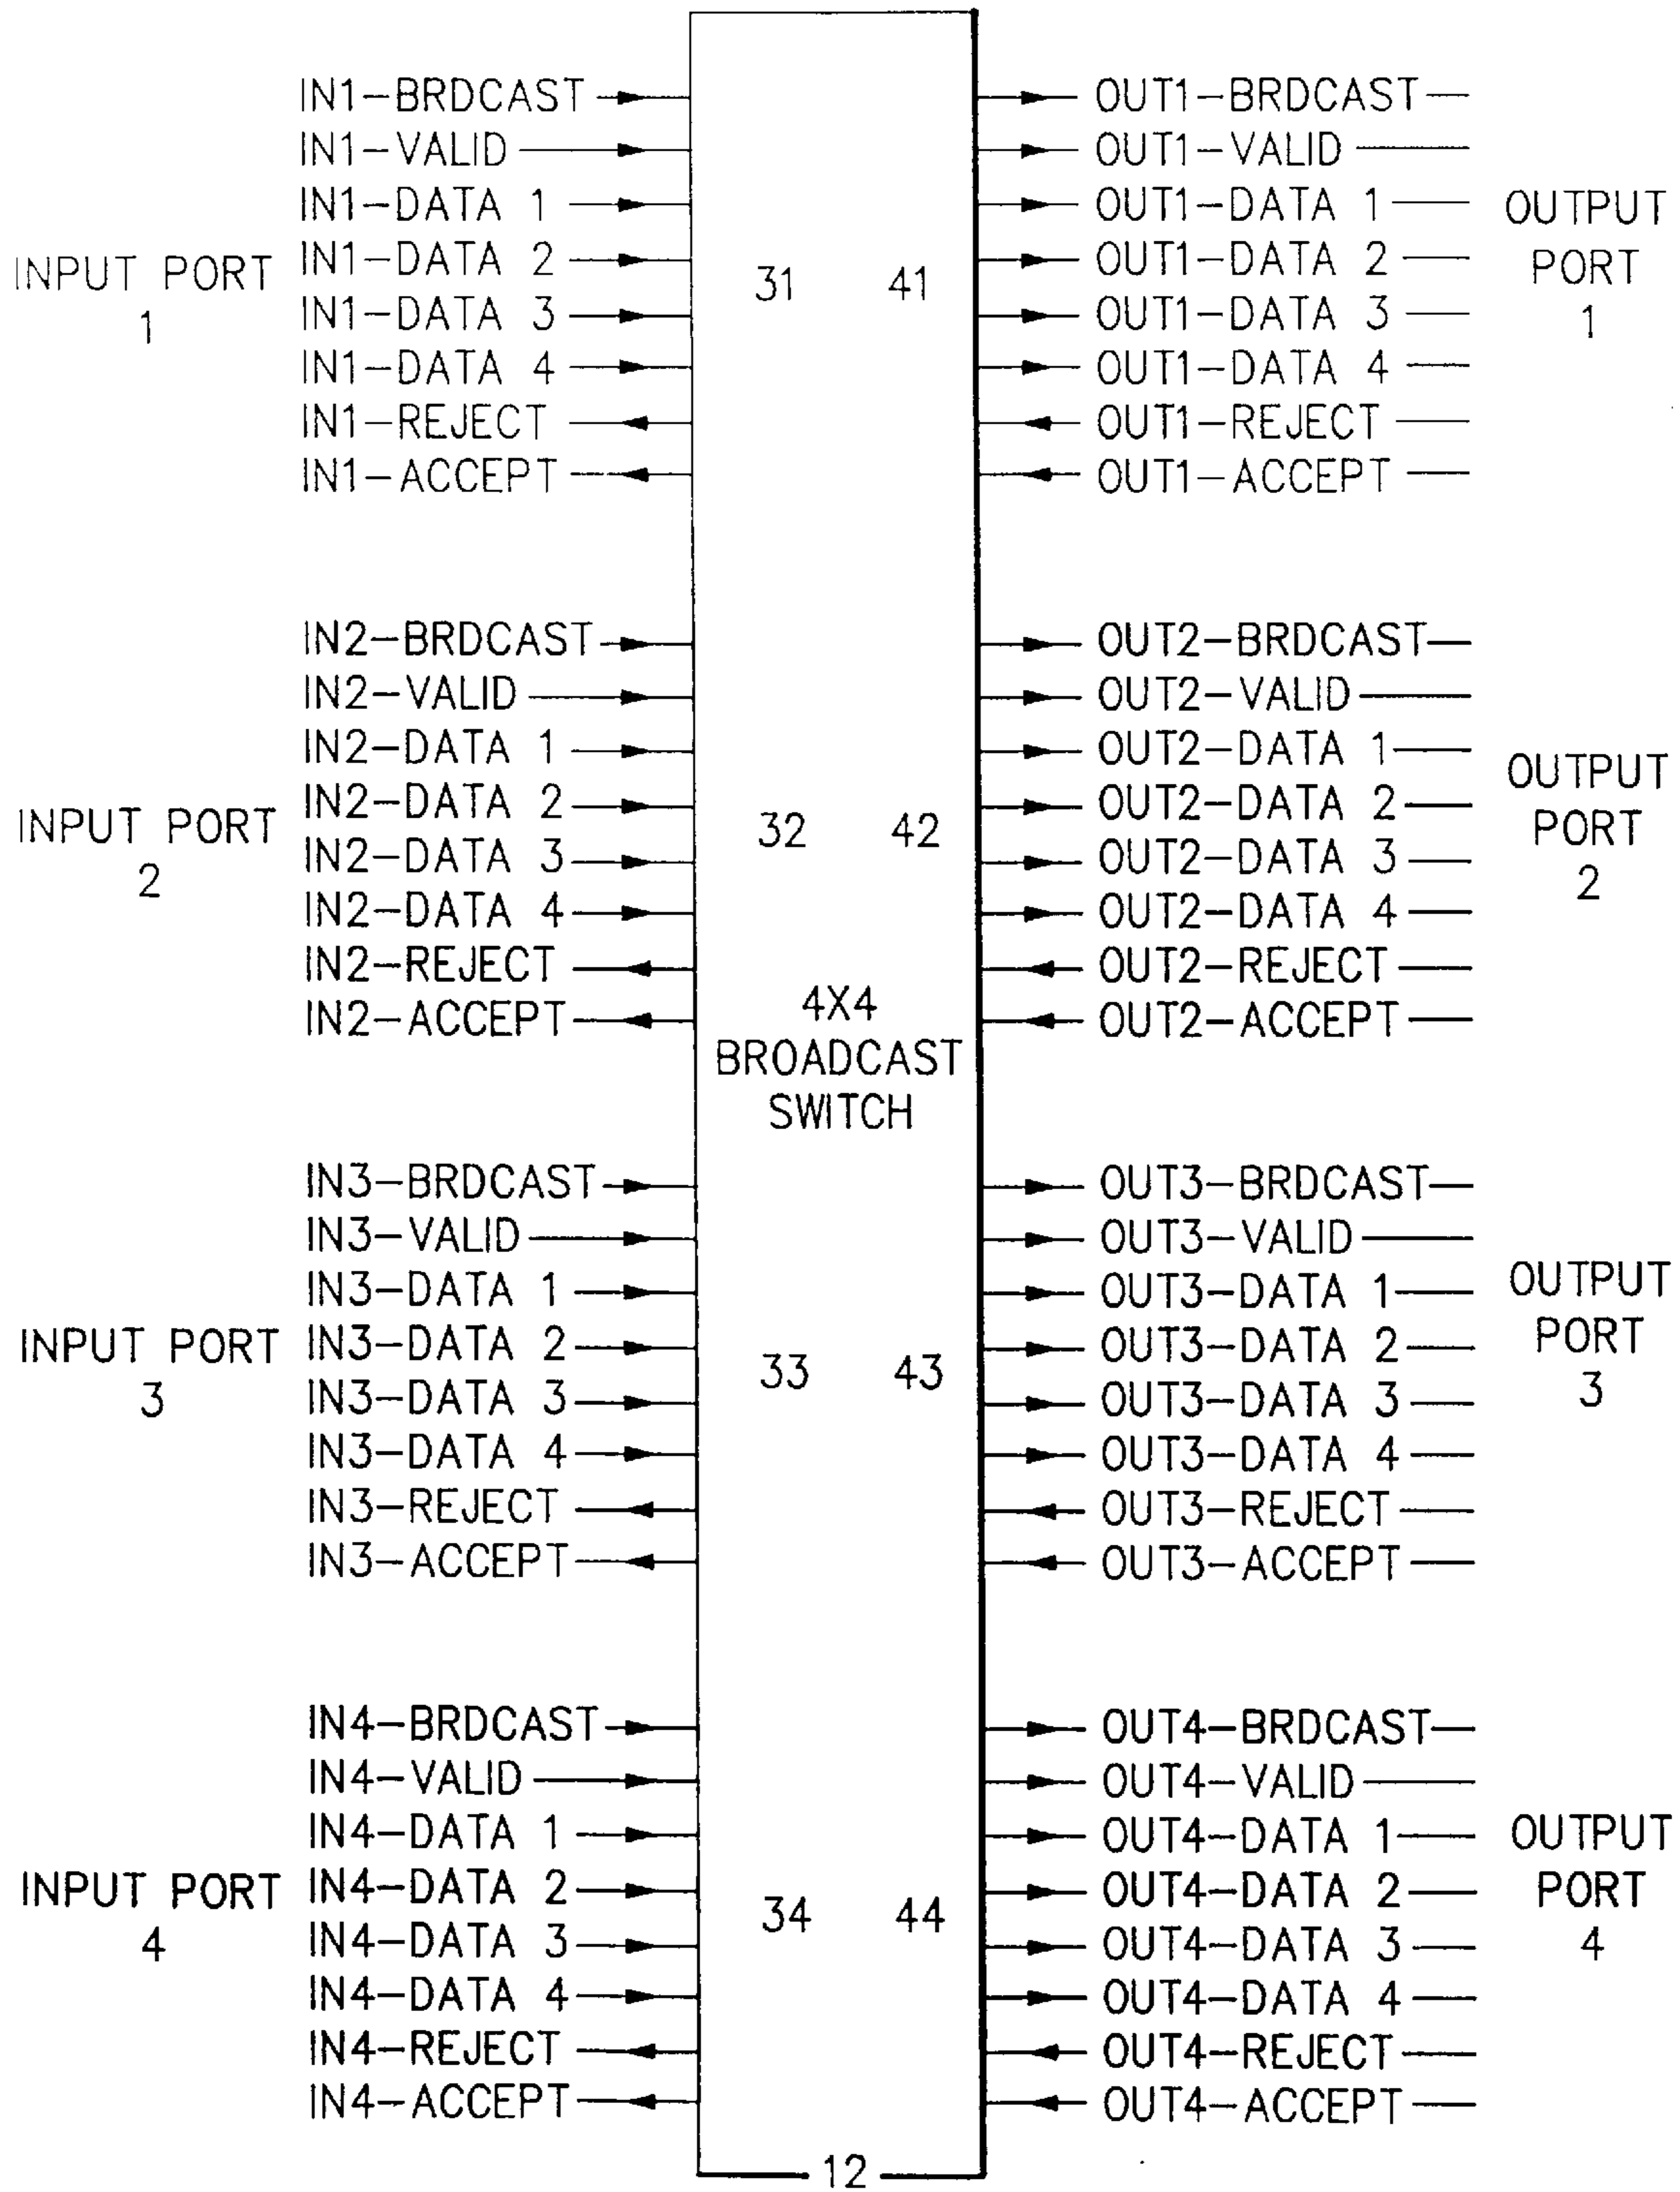 IN1-BRDCAST OUT1-BRDCAST
IN1-VALID OUT1-VALID
IN1-DATA 1 OUT1-DATA 1 OUTPUT
INPUT PORT IN1-DATA 2 31 41 OUT1-DATA 2 PORT
1 IN1-DATA 3 OUT1-DATA 3 1
IN1-DATA 4 OUT1-DATA 4
IN1-REJECT OUT1-REJECT
IN1-ACCEPT OUT1-ACCEPT
IN2-BRDCAST OUT2-BRDCAST
IN2-VALID OUT2-VALID
IN2-DATA 1 OUT2-DATA 1 OUTPUT
INPUT PORT IN2-DATA 2 32 42 OUT2-DATA 2 PORT
2 IN2-DATA 3 OUT2-DATA 3 2
IN2-DATA 4 OUT2-DATA 4
IN2-REJECT OUT2-REJECT
IN2-ACCEPT 4X4 OUT2-ACCEPT
BROADCAST
SWITCH
IN3-BRDCAST OUT3-BRDCAST
IN3-VALID OUT3-VALID
IN3-DATA 1 OUT3-DATA 1 OUTPUT
INPUT PORT IN3-DATA 2 33 43 OUT3-DATA 2 PORT
3 IN3-DATA 3 OUT3-DATA 3 3
IN3-DATA 4 OUT3-DATA 4
IN3-REJECT OUT3-REJECT
IN3-ACCEPT OUT3-ACCEPT
IN4-BRDCAST OUT4-BRDCAST
IN4-VALID OUT4-VALID
IN4-DATA 1 OUT4-DATA 1 OUTPUT
INPUT PORT IN4-DATA 2 34 44 OUT4-DATA 2 PORT
4 IN4-DATA 3 OUT4-DATA 3 4
IN4-DATA 4 OUT4-DATA 4
IN4-REJECT OUT4-REJECT
IN4-ACCEPT OUT4-ACCEPT
12